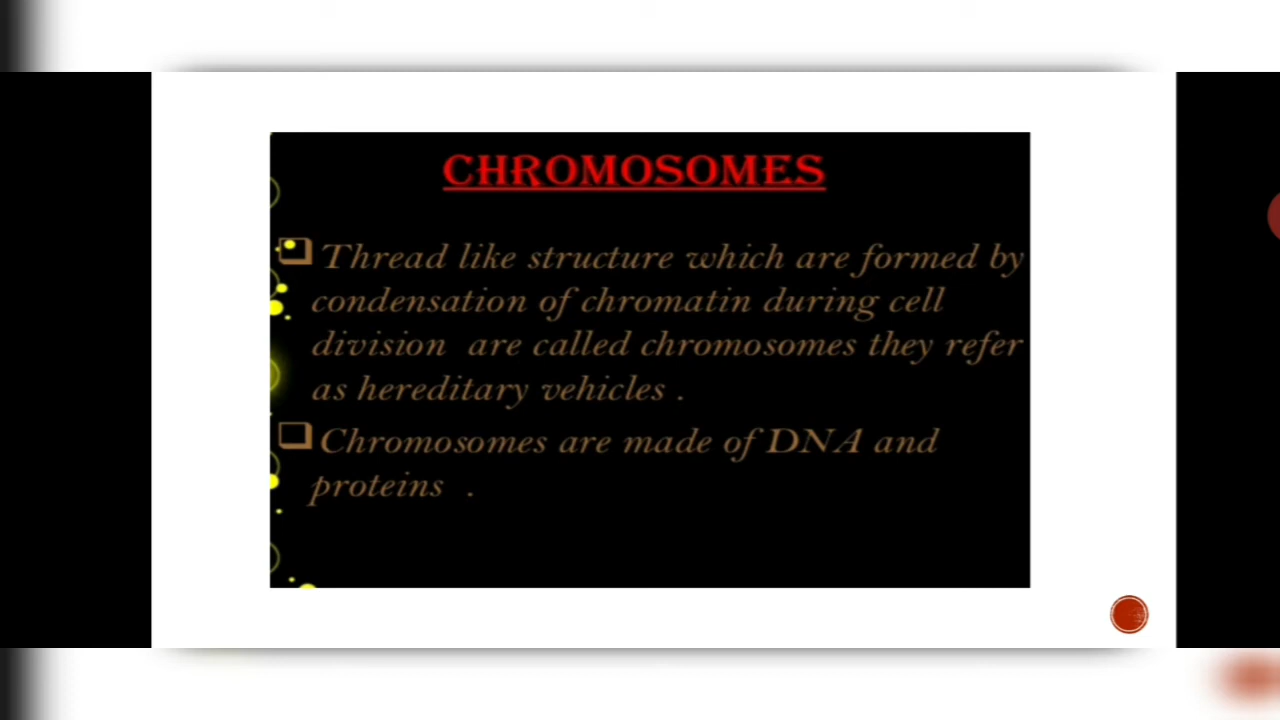 CHROMOSOMES
Thread like structure which are formed by
condensation of chromatin during cell
division are called chromosomes they refer
as hereditary vehicles .
Chromosomes are made of DNA and
proteins .